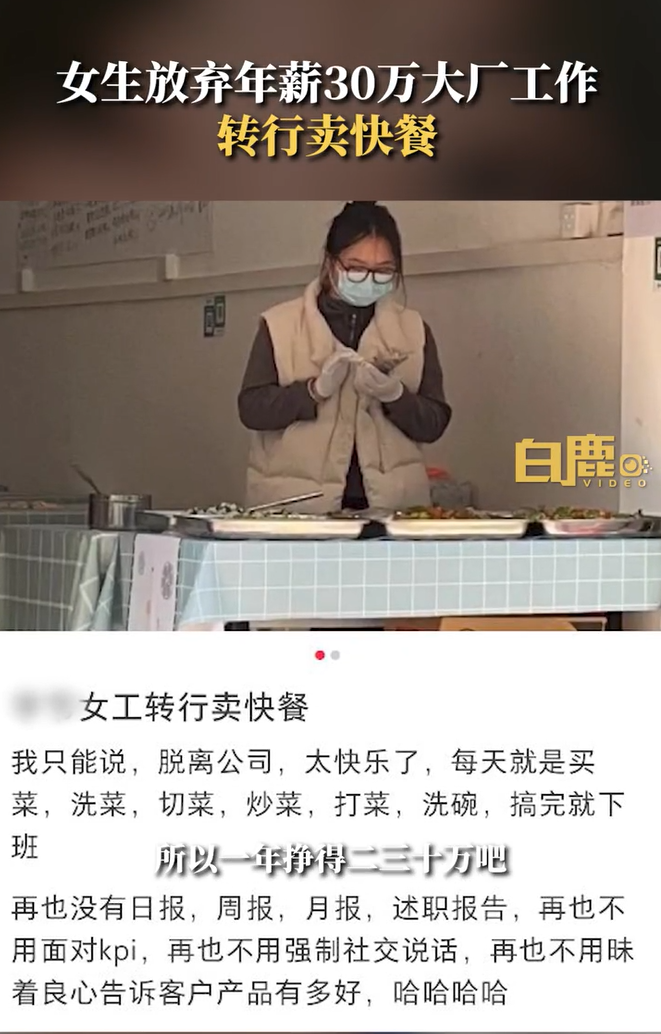 女生放弃年薪30万大厂工作
转行卖快餐
白鹿
VIDEO
女工转行卖快餐
我只能说，脱离公司，太快乐了，每天就是买
菜，洗菜，切菜，炒菜，打菜，洗碗，搞完就下
班
所以一年挣得二三十万吧
再也没有日报，周报，月报，述职报告，再也不
用面对kpi，再也不用强制社交说话，再也不用昧
着良心告诉客户产品有多好，哈哈哈哈